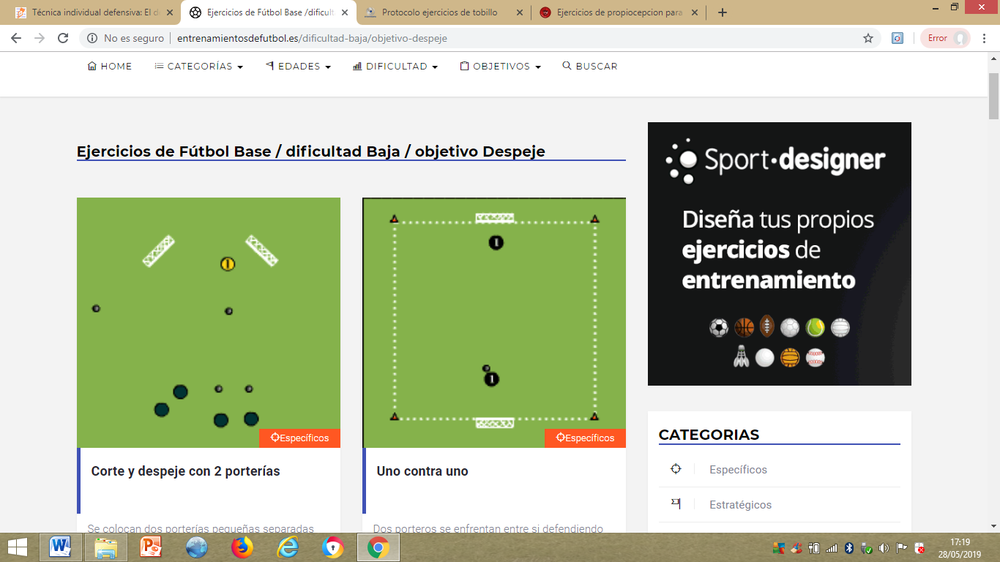 Técnica individual defensiva: El d
Ejercicios de Fútbol Base /dificult
Protocolo ejercicios de tobillo
Ejercicios de propiocepcion para
No es seguro
entrenamientosdefutbol.es/dificultad-baja/objetivo-despeje
Error
HOME
CATEGORÍAS
EDADES
DIFICULTAD
OBJETIVOS
BUSCAR
Ejercicios de Fútbol Base / dificultad Baja / objetivo Despeje
1
1
1
Específicos
Específicos
Corte y despeje con 2 porterías
Uno contra uno
Se colocan dos porterías pequeñas separadas
Dos porteros se enfrentan entre si defendiendo
Sport·designer
Diseña tus propios
ejercicios de
entrenamiento
CATEGORIAS
Específicos
Estratégicos
17:19
28/05/2019